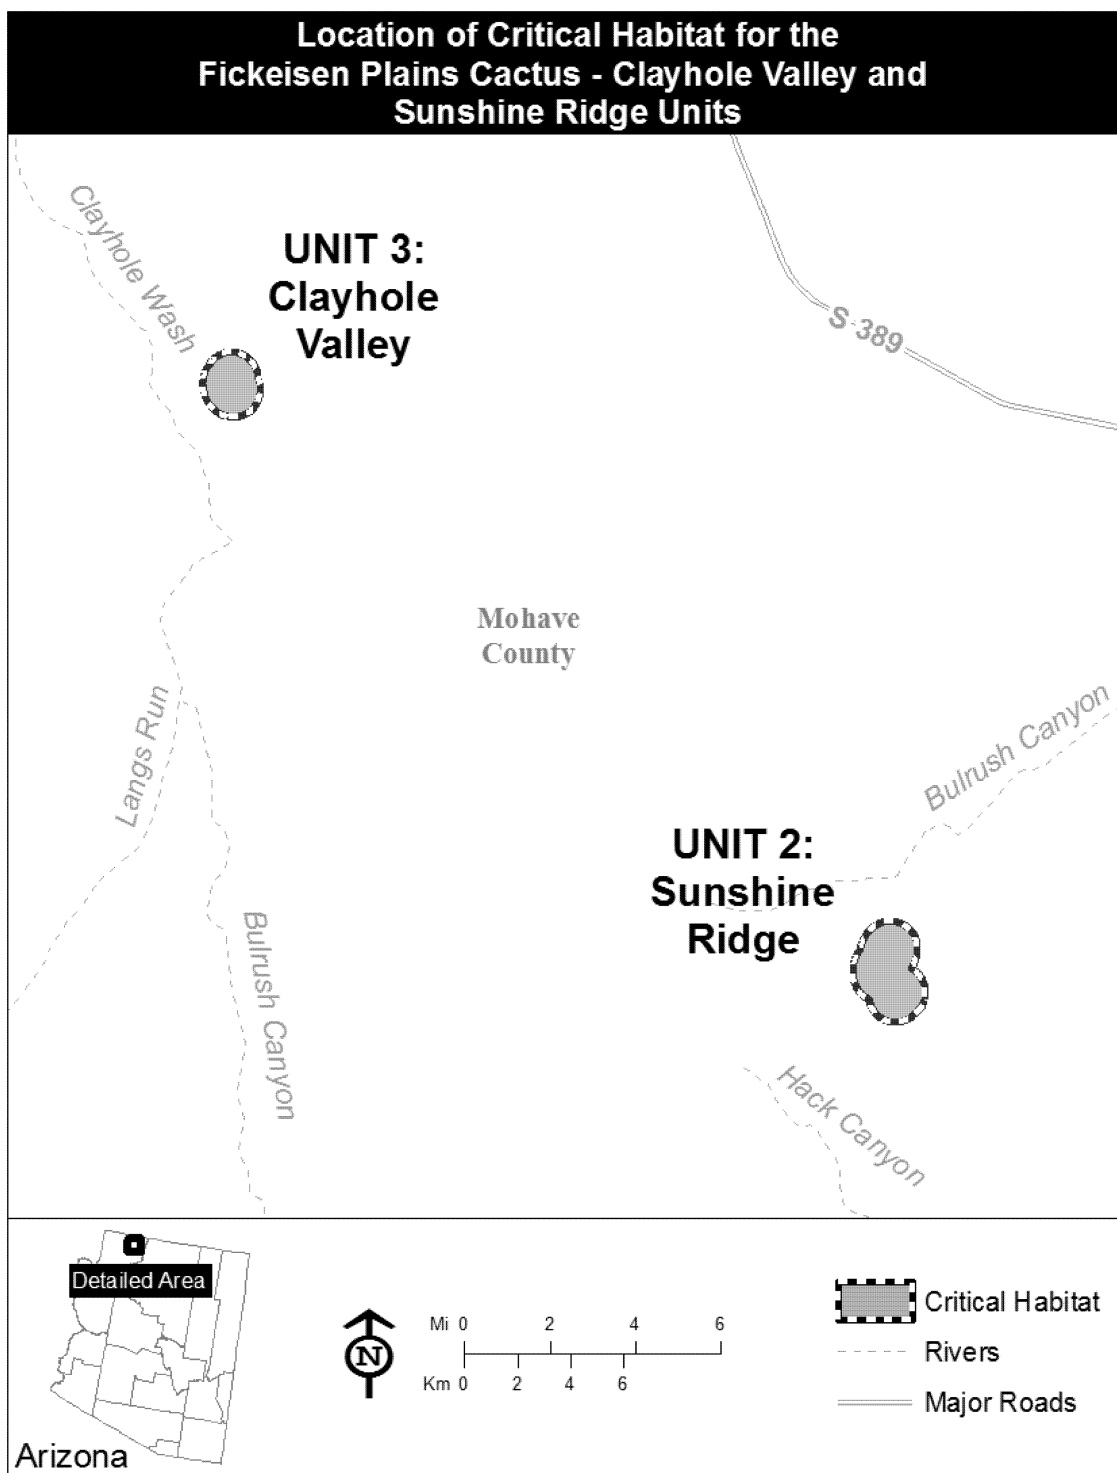 Location of Critical Habitat for the
Fickeisen Plains Cactus - Clayhole Valley and
Sunshine Ridge Units
Clayhole Wash
UNIT 3:
Clayhole
Valley
S 389
Mohave
County
Langs Run
Bulrush Canyon
UNIT 2:
Sunshine
Ridge
Bulrush Canyon
Hack Canyon
Detailed Area
Arizona
N
Mi 0 2 4 6
Km 0 2 4 6
Critical Habitat
Rivers
Major Roads